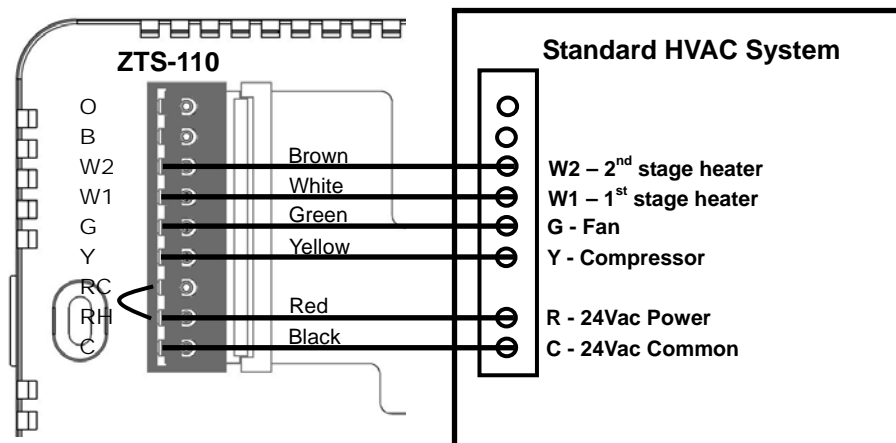 Standard HVAC System
ZTS-110
O
B
W2
W1
G
Y
RC
RH
C
Brown
White
Green
Yellow
Red
Black
W2 – 2nd stage heater
W1 – 1st stage heater
G - Fan
Y - Compressor
R - 24Vac Power
C - 24Vac Common